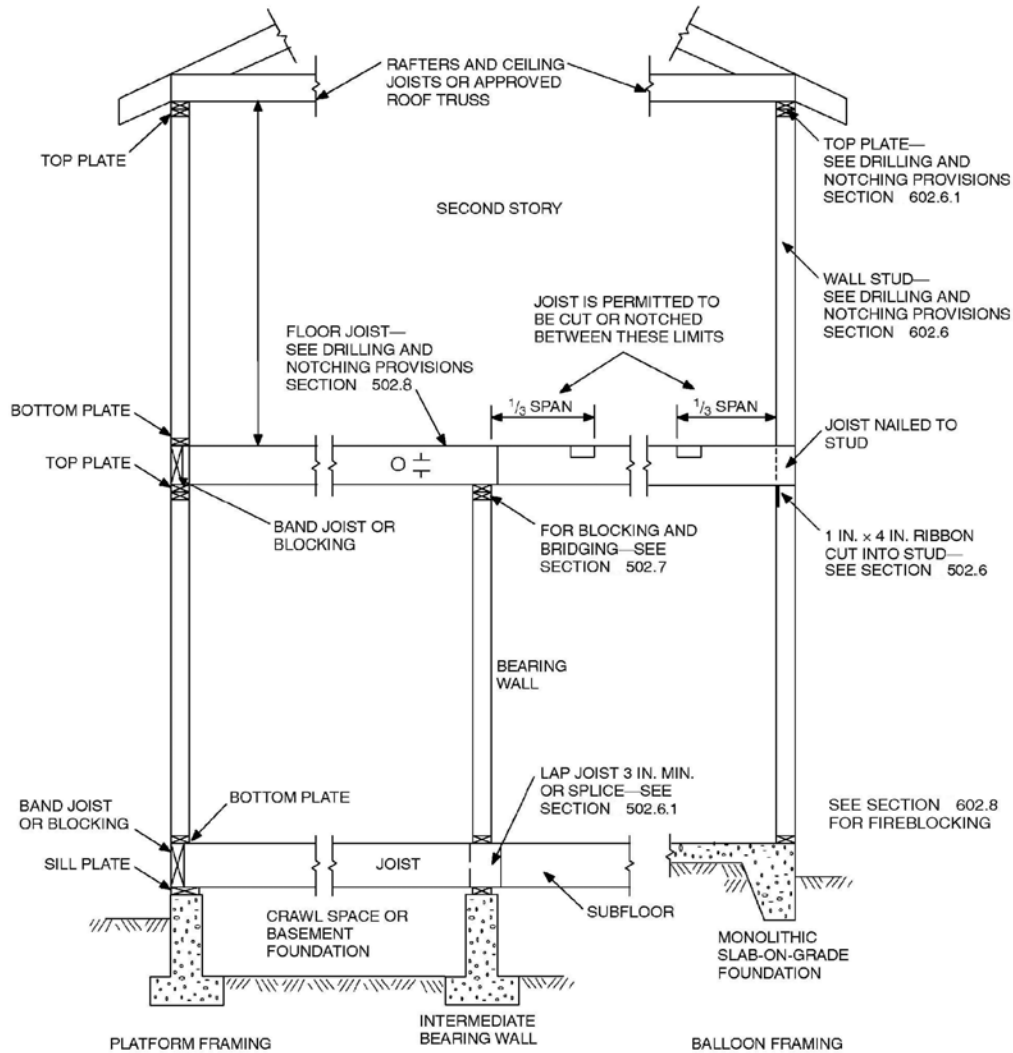 RAFTERS AND CEILING
JOISTS OR APPROVED
ROOF TRUSS
TOP PLATE
TOP PLATE—
SEE DRILLING AND
NOTCHING PROVISIONS
SECTION 602.6.1
SECOND STORY
WALL STUD—
SEE DRILLING AND
NOTCHING PROVISIONS
SECTION 602.6
JOIST IS PERMITTED TO
BE CUT OR NOTCHED
BETWEEN THESE LIMITS
FLOOR JOIST—
SEE DRILLING AND
NOTCHING PROVISIONS
SECTION 502.8
1/3 SPAN
1/3 SPAN
BOTTOM PLATE
JOIST NAILED TO
STUD
TOP PLATE
BAND JOIST OR
BLOCKING
FOR BLOCKING AND
BRIDGING—SEE
SECTION 502.7
1 IN. × 4 IN. RIBBON
CUT INTO STUD—
SEE SECTION 502.6
BEARING
WALL
LAP JOIST 3 IN. MIN.
OR SPLICE—SEE
SECTION 502.6.1
BOTTOM PLATE
BAND JOIST
OR BLOCKING
SEE SECTION 602.8
FOR FIREBLOCKING
SILL PLATE
JOIST
SUBFLOOR
CRAWL SPACE OR
BASEMENT
FOUNDATION
MONOLITHIC
SLAB-ON-GRADE
FOUNDATION
PLATFORM FRAMING
INTERMEDIATE
BEARING WALL
BALLOON FRAMING